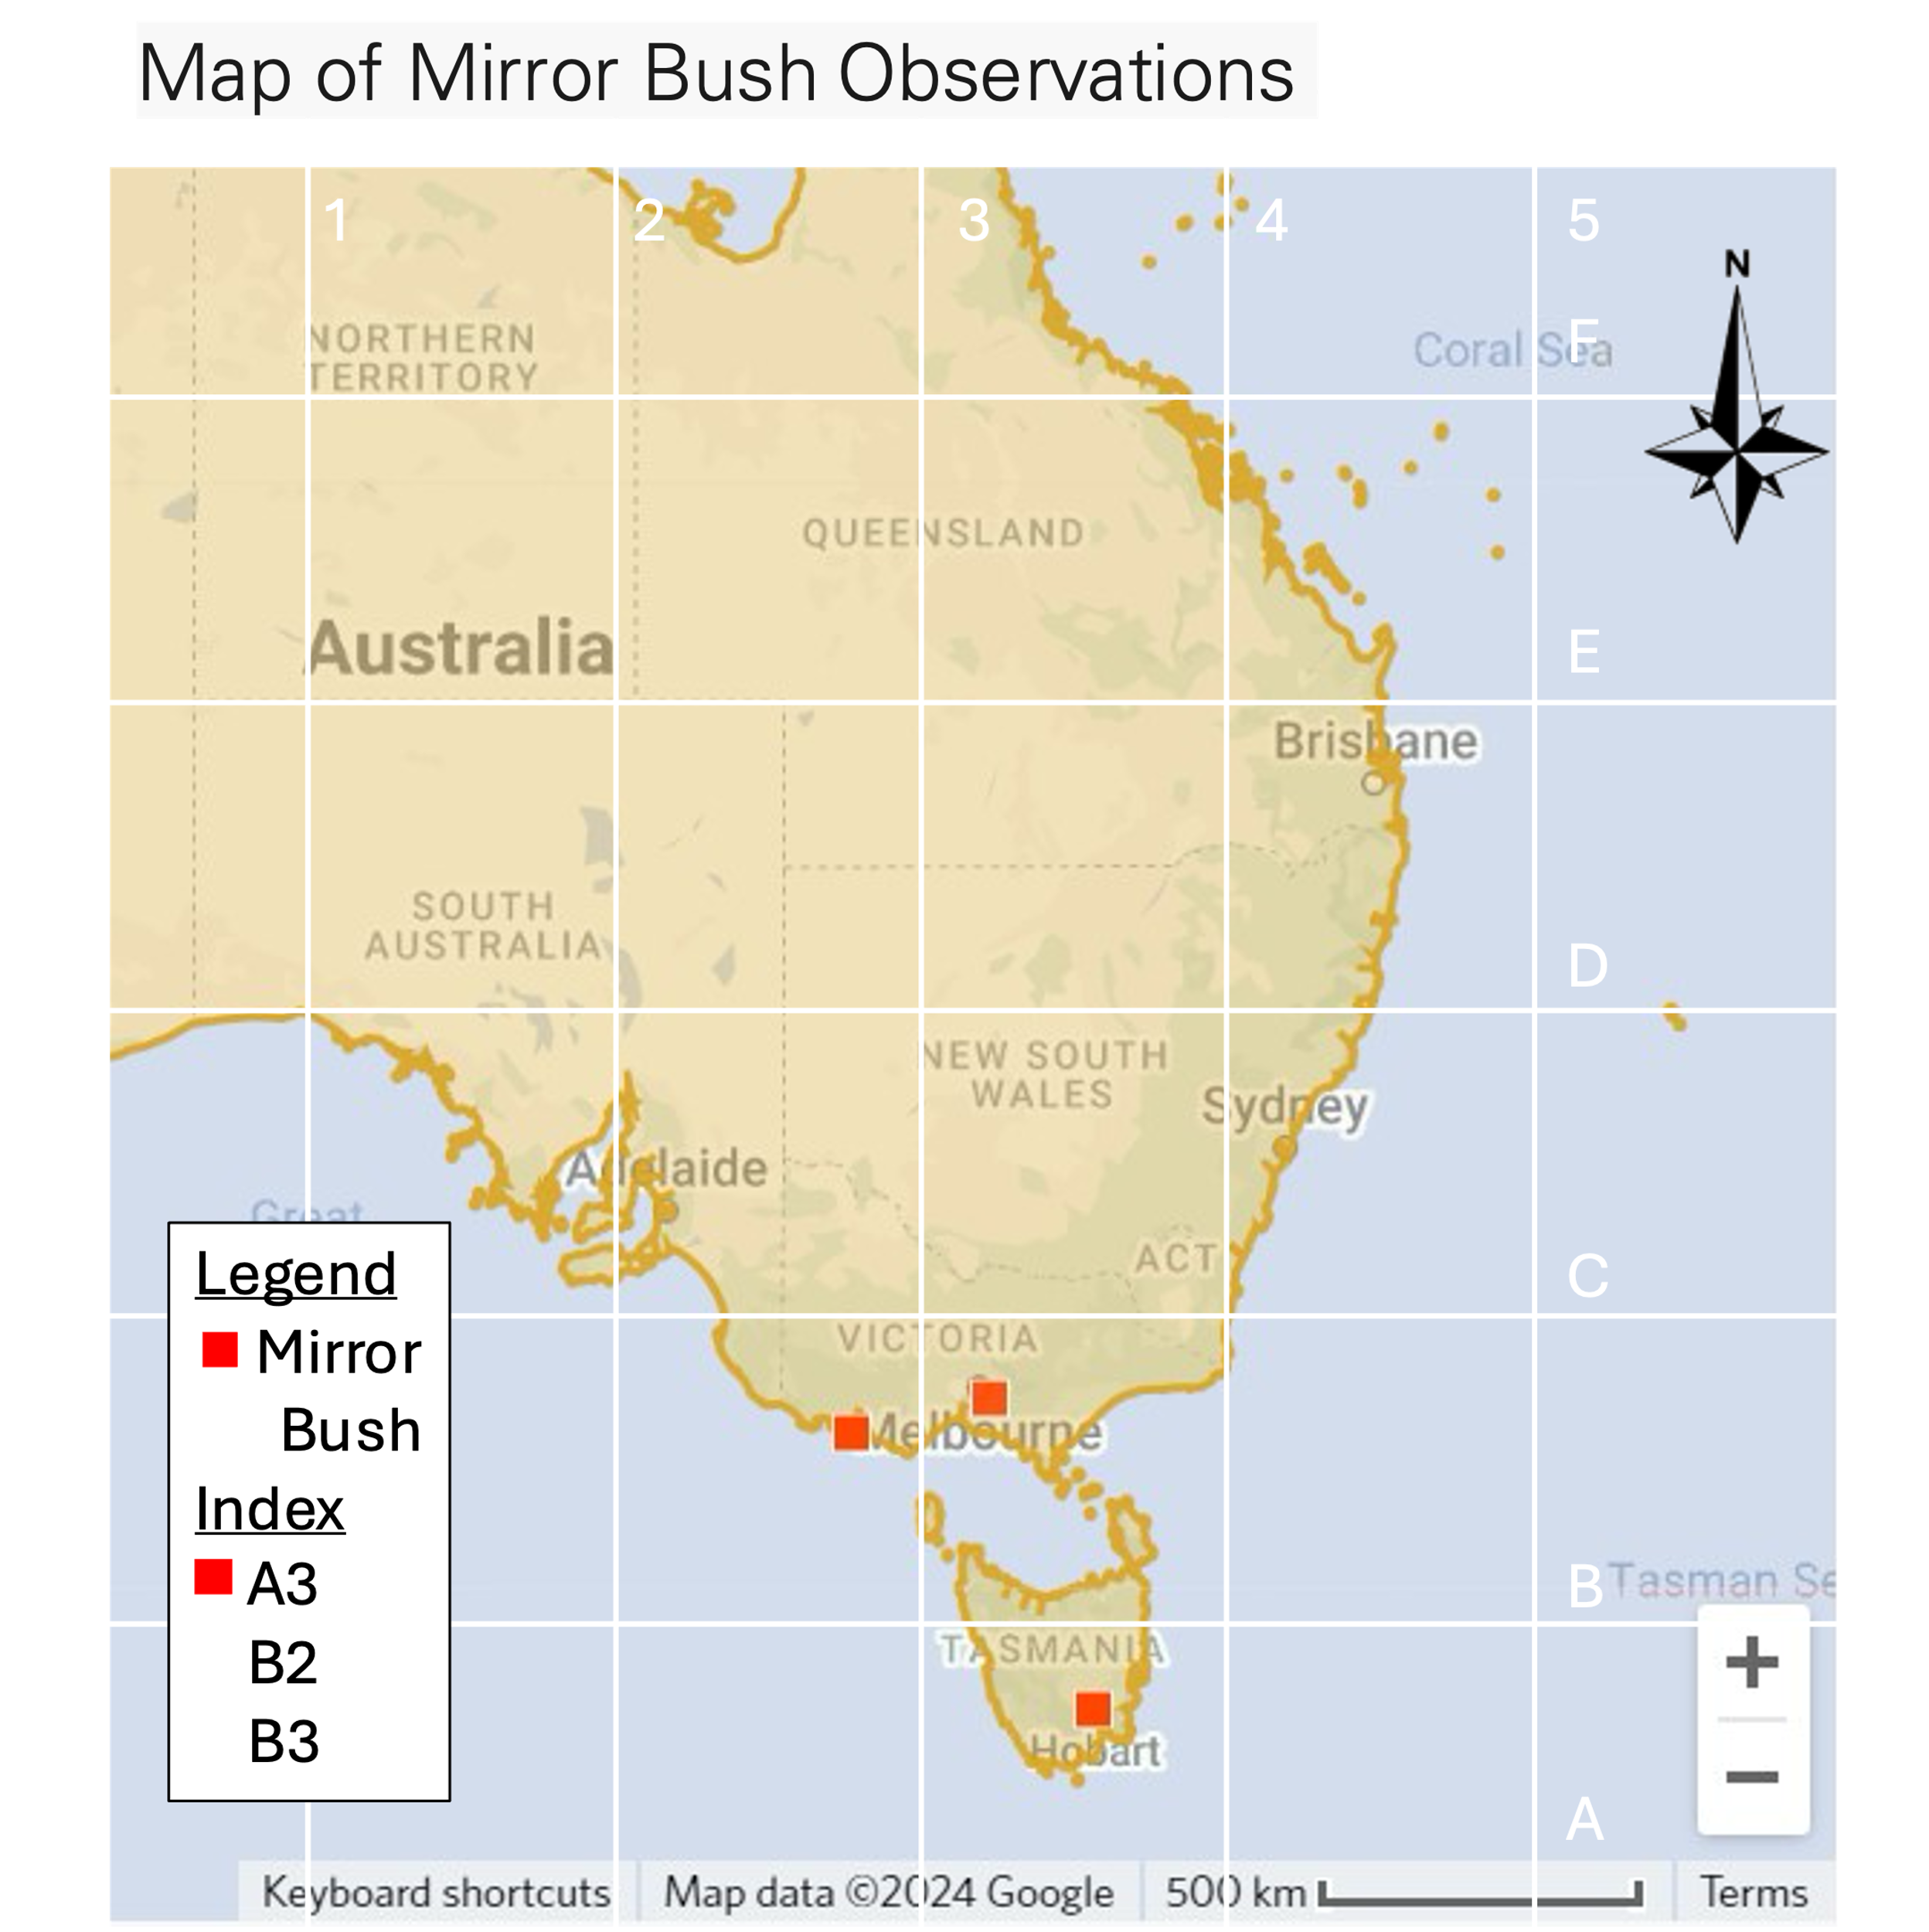 Map of Mirror Bush Observations
1 2 3 4 5
N
NORTHERN
TERRITORY
Coral Sea
F
QUEENSLAND
Australia
E
Brisbane
SOUTH
AUSTRALIA
D
NEW SOUTH
WALES
Sydney
Adelaide
Great
ACT
C
Legend
Mirror
Bush
Index
A3
B2
B3
VICTORIA
Melbourne
B
Tasman Se
TASMANIA
Hobart
A
+
−
Keyboard shortcuts
Map data ©2024 Google
500 km
Terms